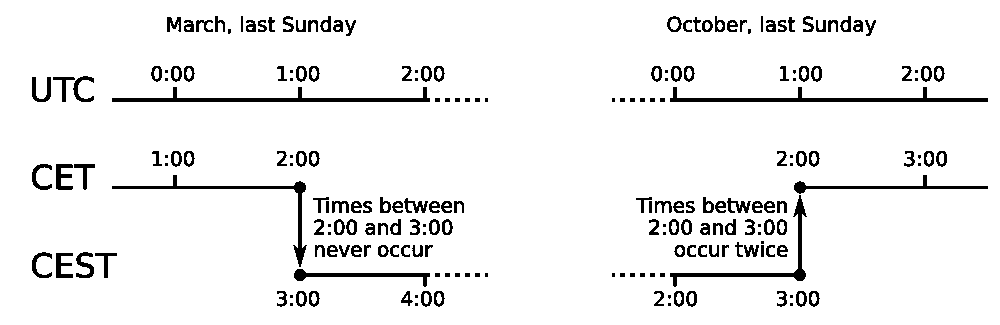 March, last Sunday
October, last Sunday
UTC
0:00 1:00 2:00
0:00 1:00 2:00
CET
1:00 2:00
2:00 3:00
Times between
2:00 and 3:00
never occur
Times between
2:00 and 3:00
occur twice
CEST
3:00 4:00
2:00 3:00